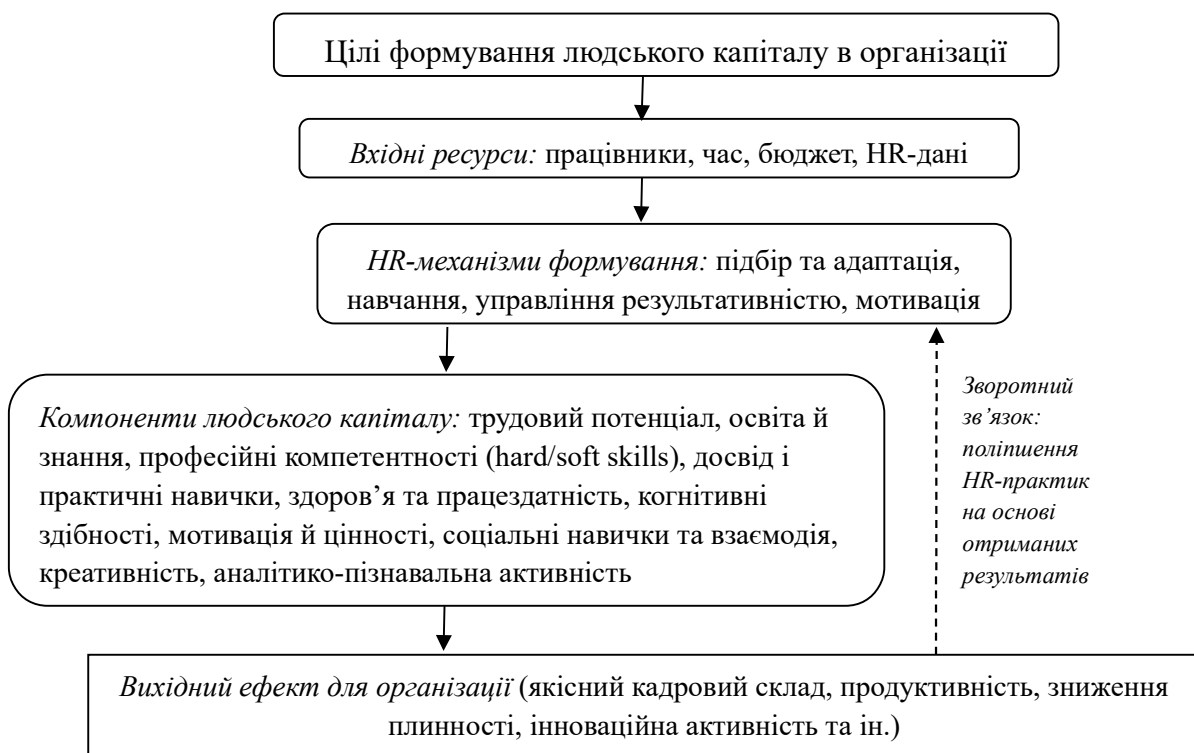 Цілі формування людського капіталу в організації
Вхідні ресурси: працівники, час, бюджет, HR-дані
HR-механізми формування: підбір та адаптація,
навчання, управління результативністю, мотивація
Компоненти людського капіталу: трудовий потенціал, освіта й
знання, професійні компетентності (hard/soft skills), досвід і
практичні навички, здоров’я та працездатність, когнітивні
здібності, мотивація й цінності, соціальні навички та взаємодія,
креативність, аналітико-пізнавальна активність
Зворотний
зв’язок:
поліпшення
HR-практик
на основі
отриманих
результатів
Вихідний ефект для організації (якісний кадровий склад, продуктивність, зниження
плинності, інноваційна активність та ін.)